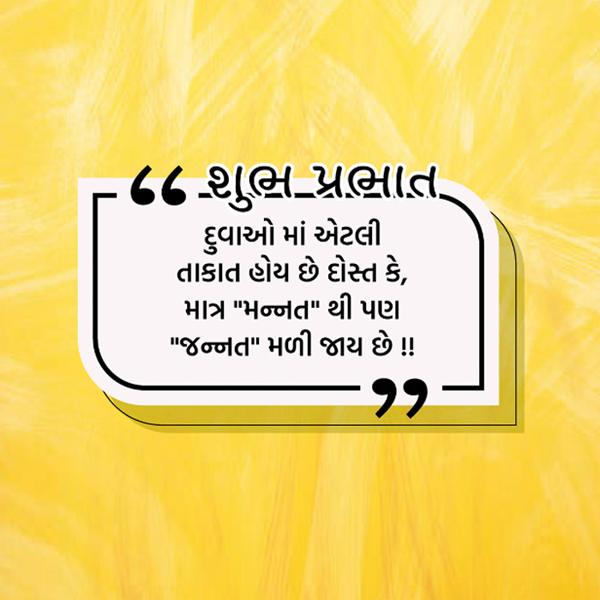 શુભ પ્રભાત
દુવાઓ માં એટલી
તાકાત હોય છે દોસ્ત કે,
માત્ર "મન્નત" થી પણ
"જન્નત" મળી જાય છે !!